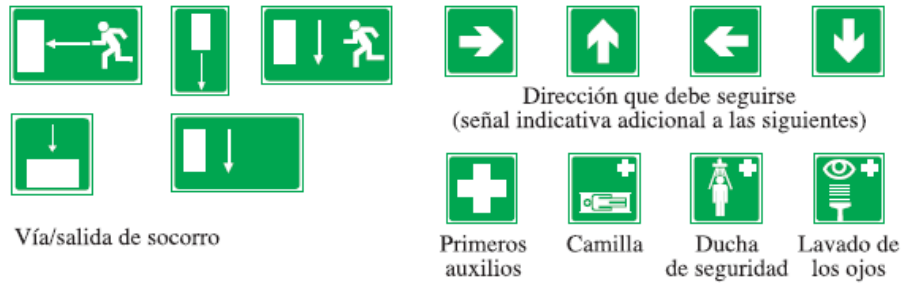 Dirección que debe seguirse
(señal indicativa adicional a las siguientes)
Vía/salida de socorro
Primeros
auxilios
Camilla
Ducha
de seguridad
Lavado de
los ojos